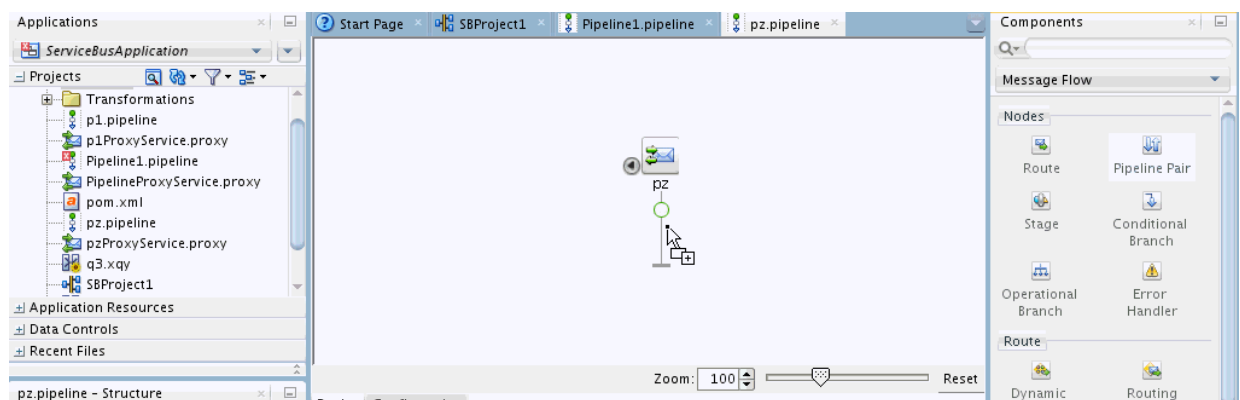 Applications
ServiceBusApplication
Projects
Transformations
p1.pipeline
p1ProxyService.proxy
Pipeline1.pipeline
PipelineProxyService.proxy
pom.xml
pz.pipeline
pzProxyService.proxy
q3.xqy
SBProject1
Application Resources
Data Controls
Recent Files
pz.pipeline - Structure
Start Page
SBProject1
Pipeline1.pipeline
pz.pipeline
pz
Zoom: 100
Reset
Components
Message Flow
Nodes
Route
Pipeline Pair
Stage
Conditional
Branch
Operational
Branch
Error
Handler
Route
Dynamic
Routing